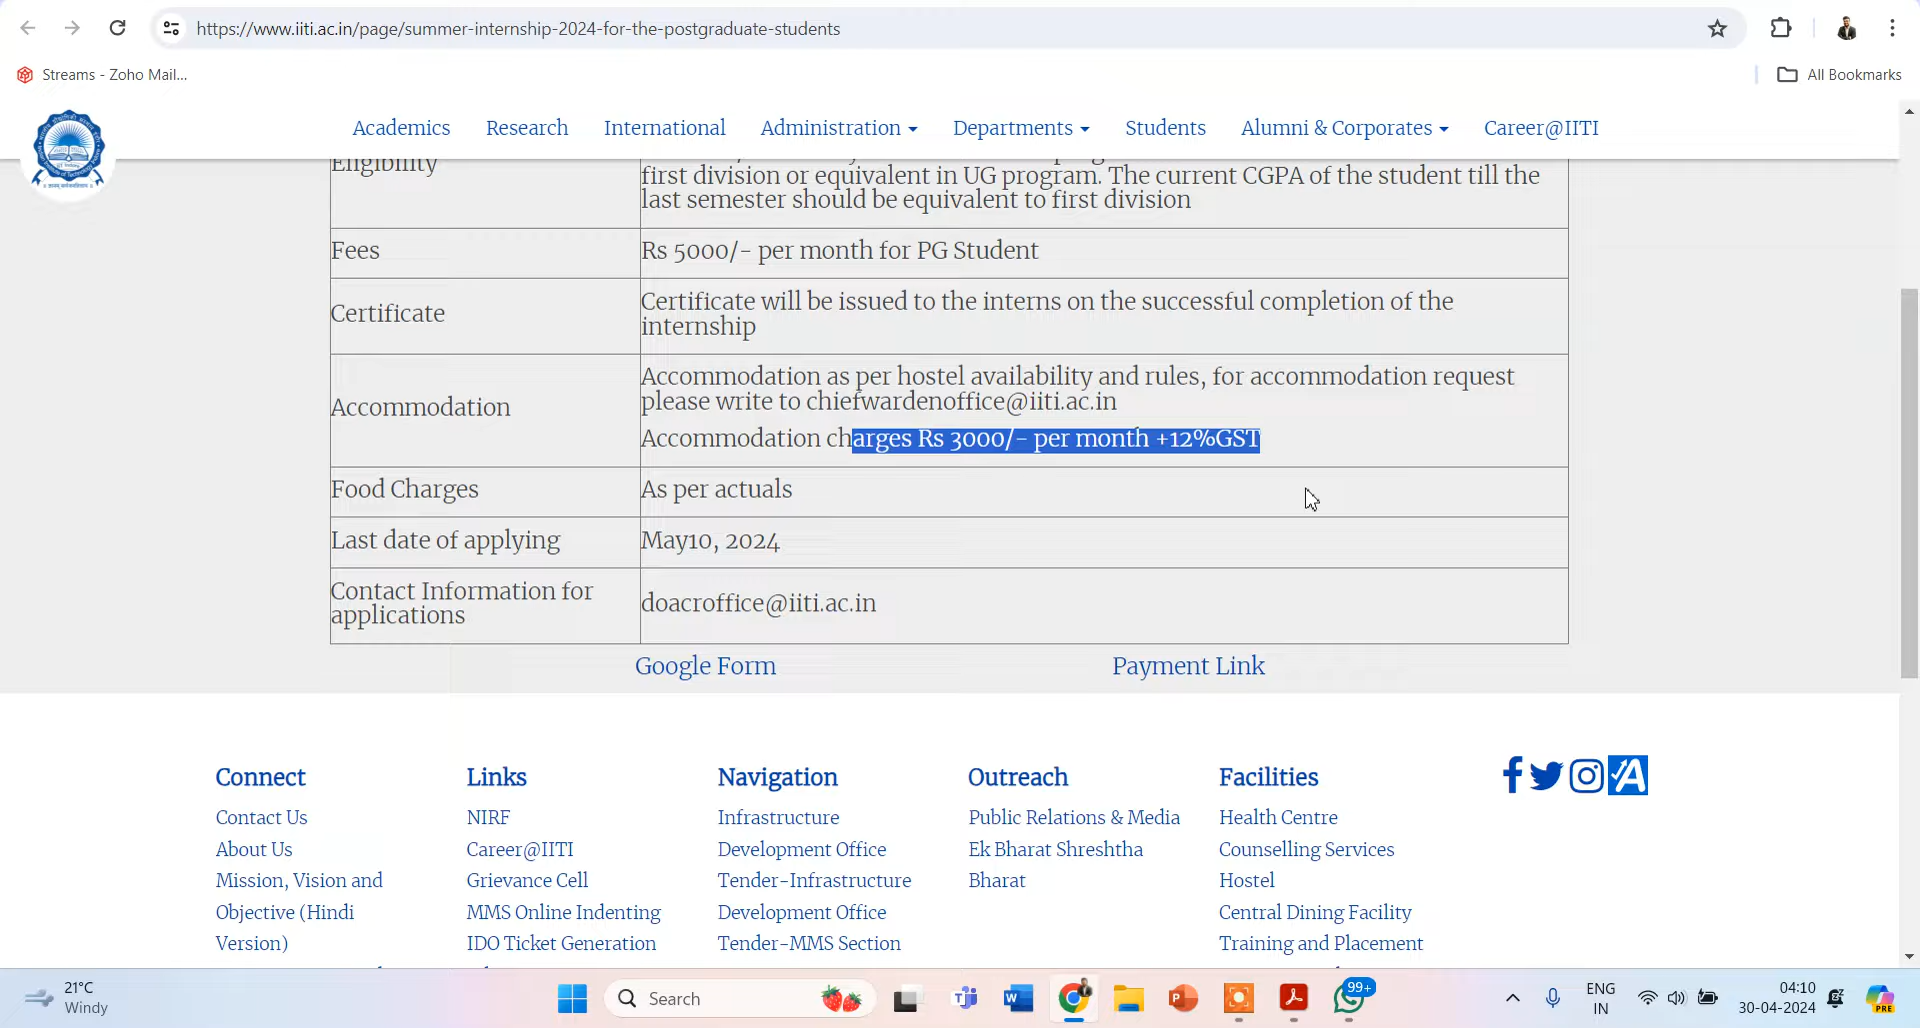 https://www.iiti.ac.in/page/summer-internship-2024-for-the-postgraduate-students
Streams - Zoho Mail...
All Bookmarks
Academics
Research
International
Administration
Departments
Students
Alumni & Corporates
Career@IITI
Eligibility
first division or equivalent in UG program. The current CGPA of the student till the
last semester should be equivalent to first division
Fees
Rs 5000/- per month for PG Student
Certificate
Certificate will be issued to the interns on the successful completion of the
internship
Accommodation
Accommodation as per hostel availability and rules, for accommodation request
please write to chiefwardenoffice@iiti.ac.in
Accommodation charges Rs 3000/- per month +12%GST
Food Charges
As per actuals
Last date of applying
May10, 2024
Contact Information for
applications
doacroffice@iiti.ac.in
Google Form
Payment Link
Connect
Contact Us
About Us
Mission, Vision and
Objective (Hindi
Version)
Links
NIRF
Career@IITI
Grievance Cell
MMS Online Indenting
IDO Ticket Generation
Navigation
Infrastructure
Development Office
Tender-Infrastructure
Development Office
Tender-MMS Section
Outreach
Public Relations & Media
Ek Bharat Shreshtha
Bharat
Facilities
Health Centre
Counselling Services
Hostel
Central Dining Facility
Training and Placement
21°C
Windy
Search
99+
ENG
IN
04:10
30-04-2024
PRE